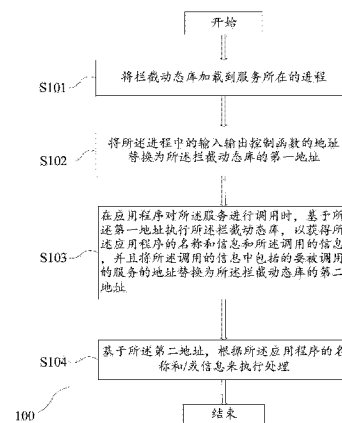 开始
S101
将拦截动态库加载到服务所在的进程
S102
将所述进程中的输入输出控制函数的地址
替换为所述拦截动态库的第一地址
S103
在应用程序对所述服务进行调用时，基于所
述第一地址执行所述拦截动态库，以获得所
述应用程序的名称和信息和所述调用的信息
，并且将所述调用的信息中包括的要被调用
的服务的地址替换为所述拦截动态库的第二
地址
S104
基于所述第二地址，根据所述应用程序的名
称和/或信息来执行处理
100
结束